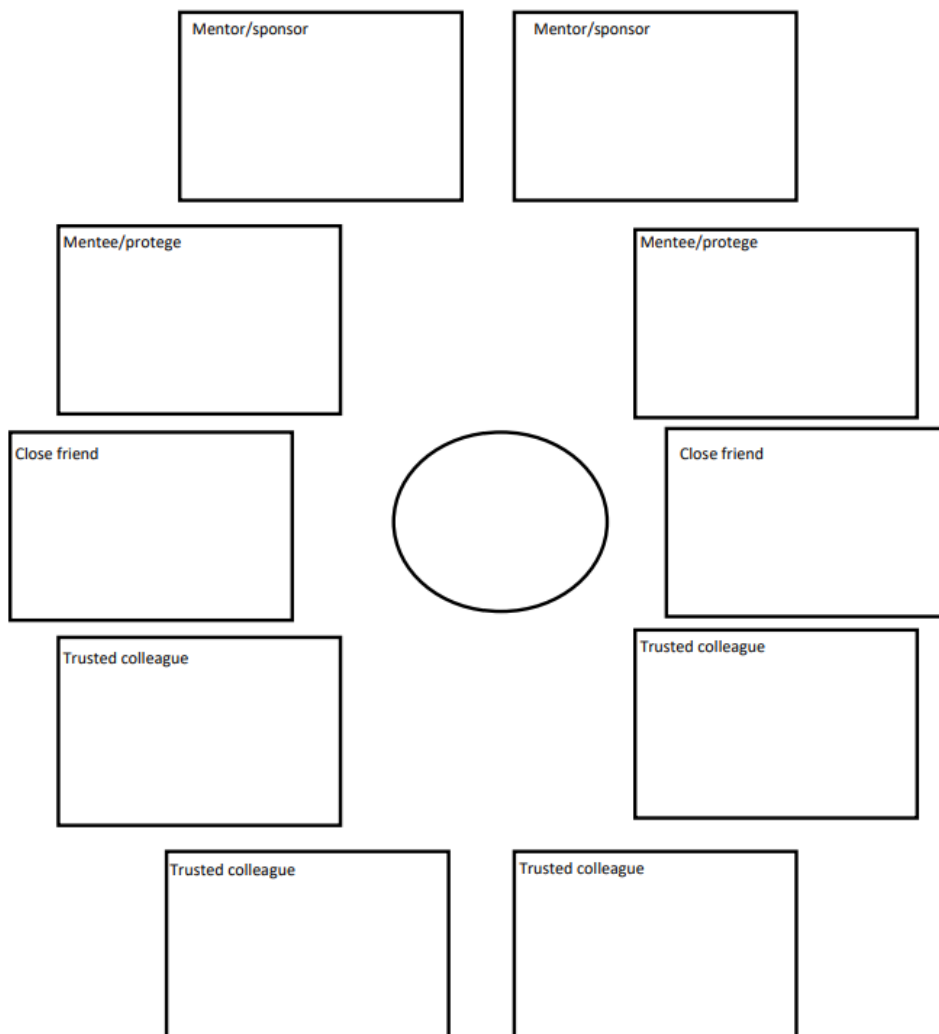 Mentor/sponsor
Mentor/sponsor
Mentee/protege
Mentee/protege
Close friend
Close friend
Trusted colleague
Trusted colleague
Trusted colleague
Trusted colleague